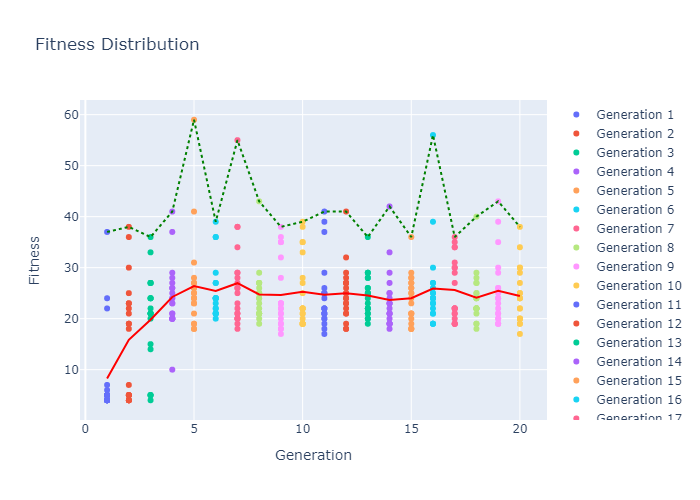 Fitness Distribution
60
50
40
30
20
10
0
5
10
15
20
Fitness
Generation
Generation 1
Generation 2
Generation 3
Generation 4
Generation 5
Generation 6
Generation 7
Generation 8
Generation 9
Generation 10
Generation 11
Generation 12
Generation 13
Generation 14
Generation 15
Generation 16
Generation 17